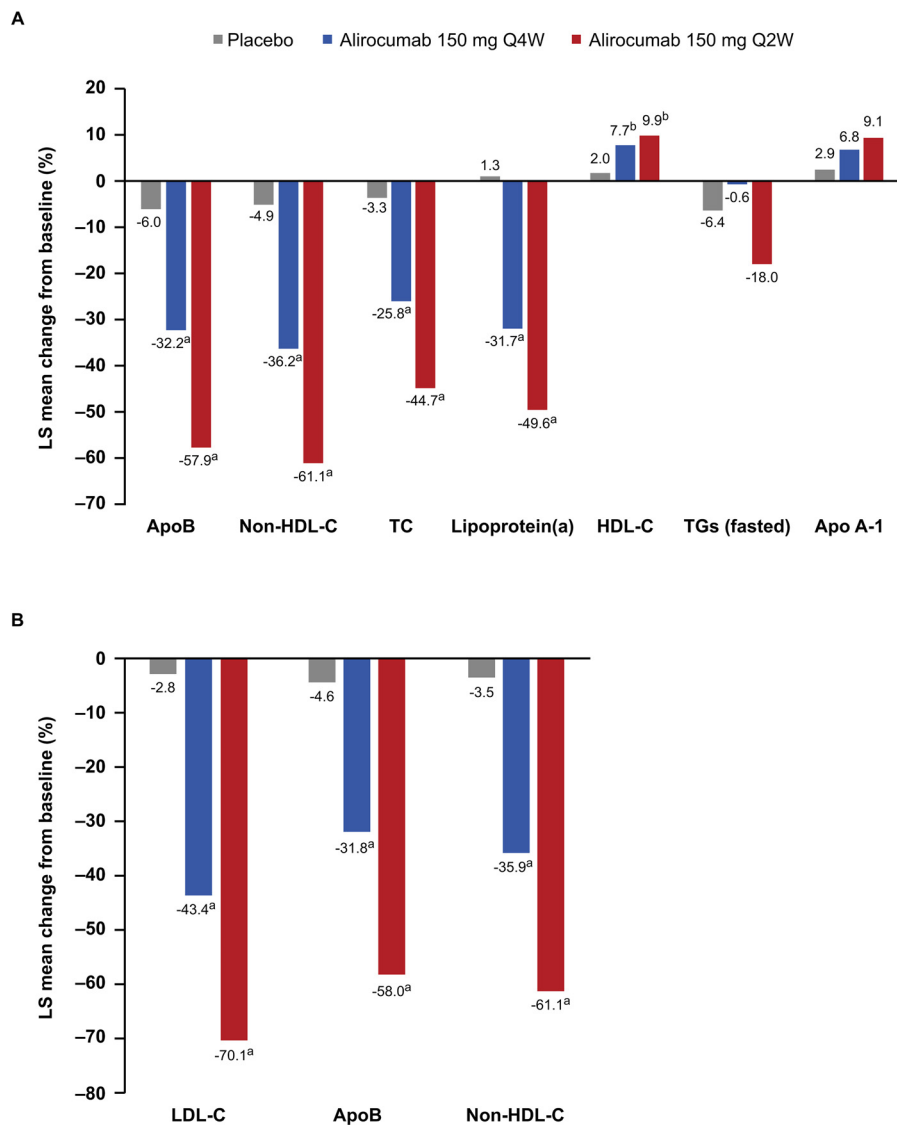 A
Placebo Alirocumab 150 mg Q4W Alirocumab 150 mg Q2W
LS mean change from baseline (%)
20
10
0
–10
–20
–30
–40
–50
–60
–70
-6.0 -32.2a -57.9a
-4.9 -36.2a -61.1a
-3.3 -25.8a -44.7a
1.3 -31.7a -49.6a
2.0 7.7b 9.9b
-6.4 -0.6 -18.0
2.9 6.8 9.1
ApoB Non-HDL-C TC Lipoprotein(a) HDL-C TGs (fasted) Apo A-1
B
LS mean change from baseline (%)
0
–10
–20
–30
–40
–50
–60
–70
–80
-2.8 -43.4a -70.1a
-4.6 -31.8a -58.0a
-3.5 -35.9a -61.1a
LDL-C ApoB Non-HDL-C